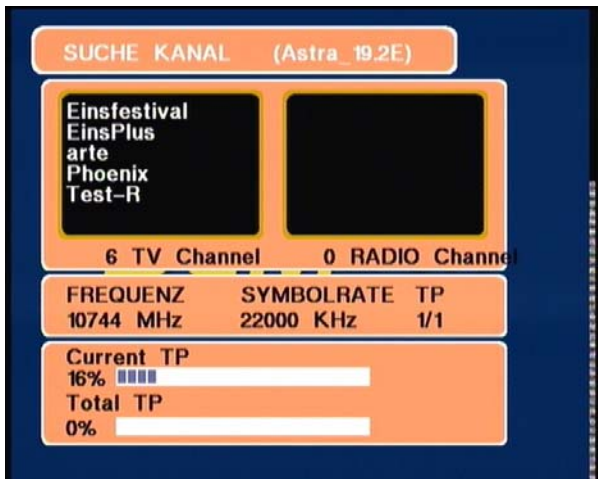 SUCHE KANAL (Astra_19.2E)
Einsfestival
EinsPlus
arte
Phoenix
Test-R
6 TV Channel 0 RADIO Channel
FREQUENZ SYMBOLRATE TP
10744 MHz 22000 KHz 1/1
Current TP
16%
Total TP
0%